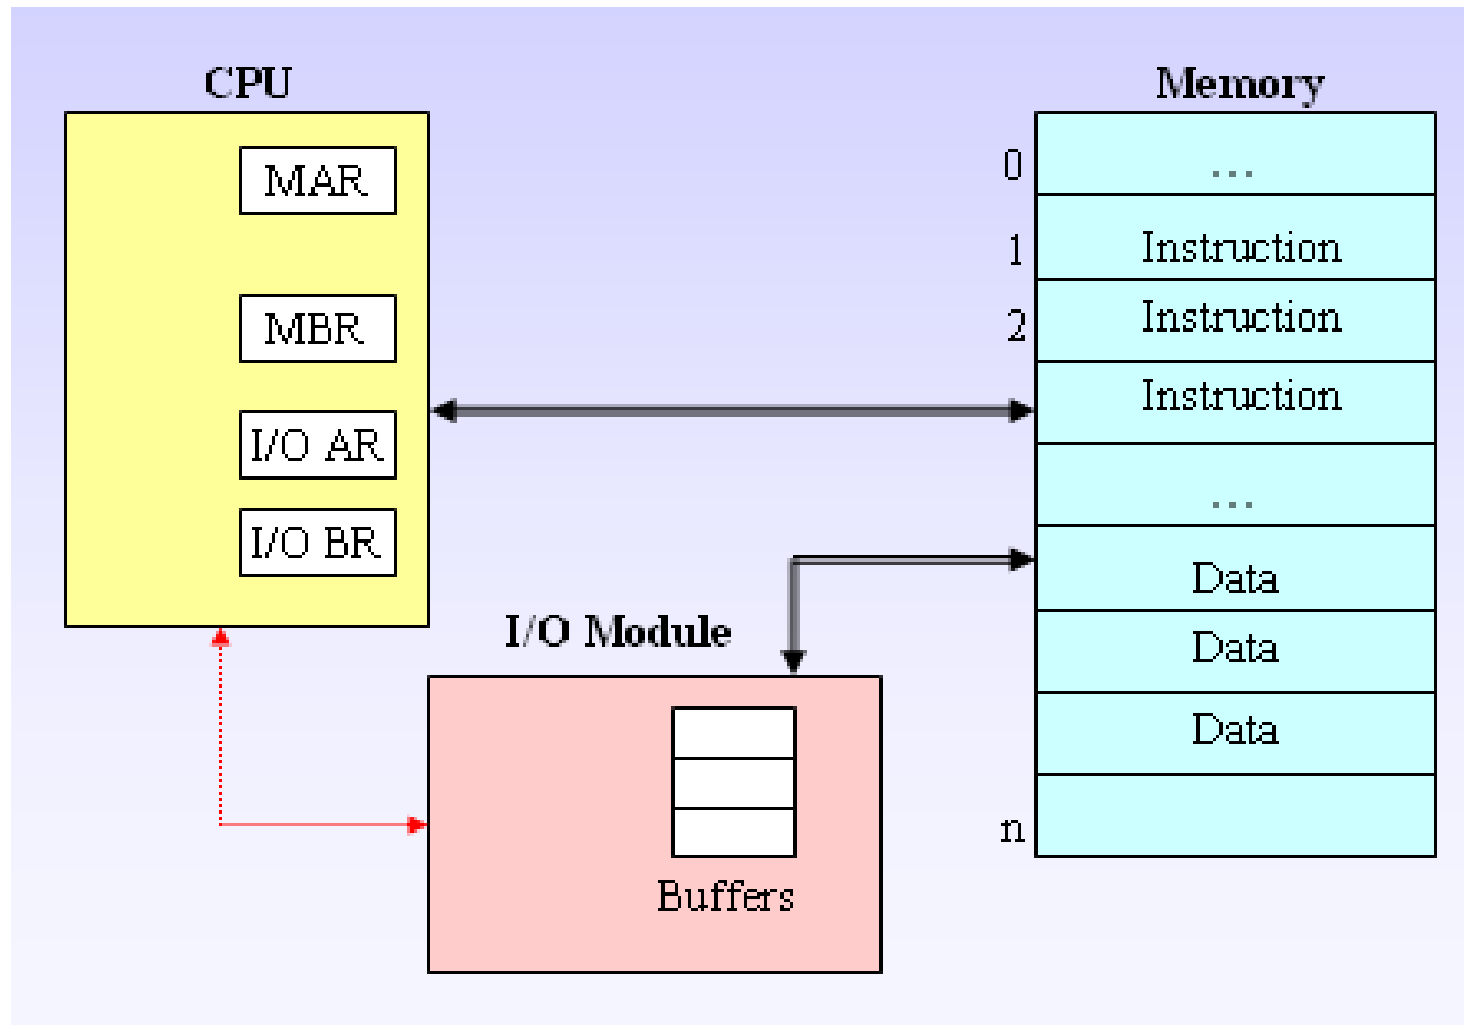 CPU
MAR
MBR
I/O AR
I/O BR
Memory
0
...
1
Instruction
2
Instruction
Instruction
...
Data
Data
Data
n
I/O Module
Buffers